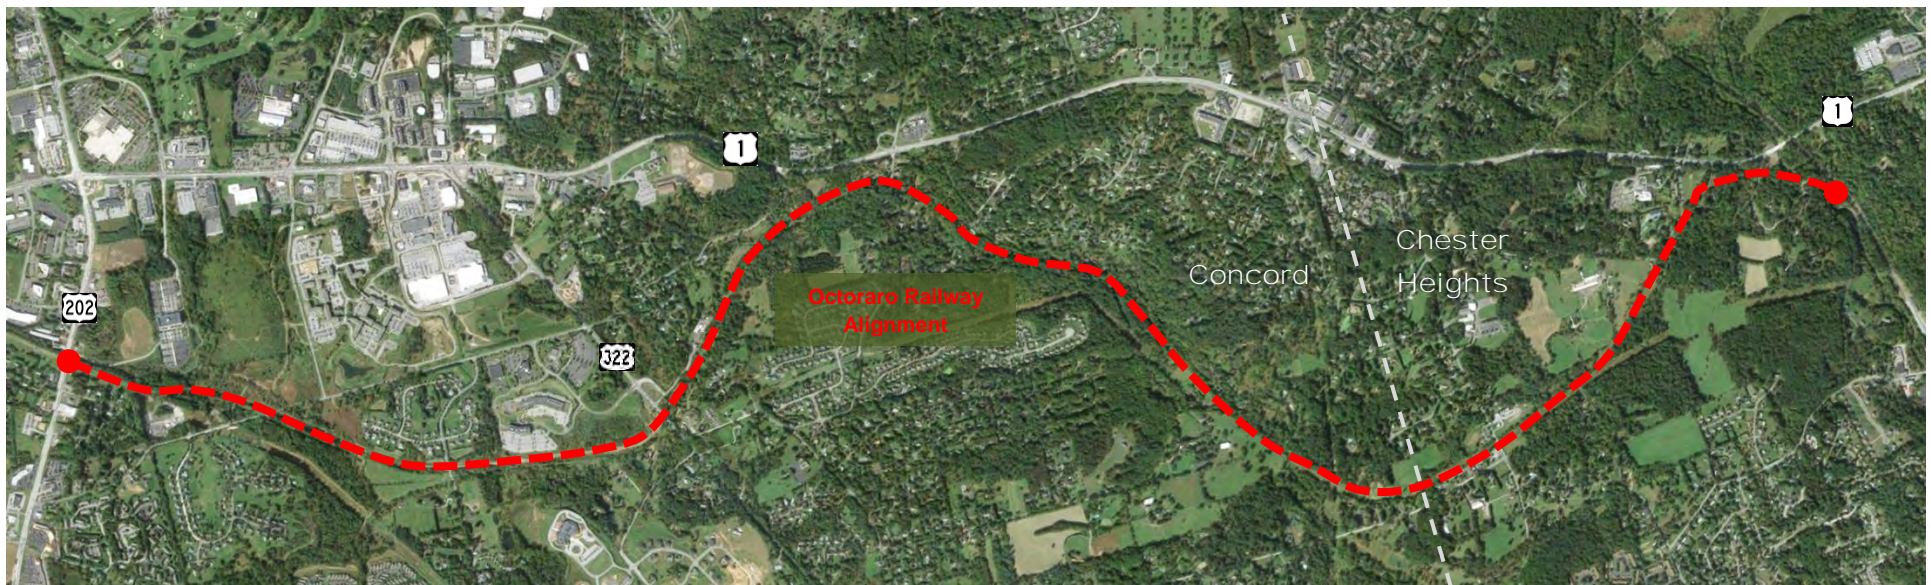 1
1
Chester
Heights
Concord
Octoraro Railway
Alignment
202
322